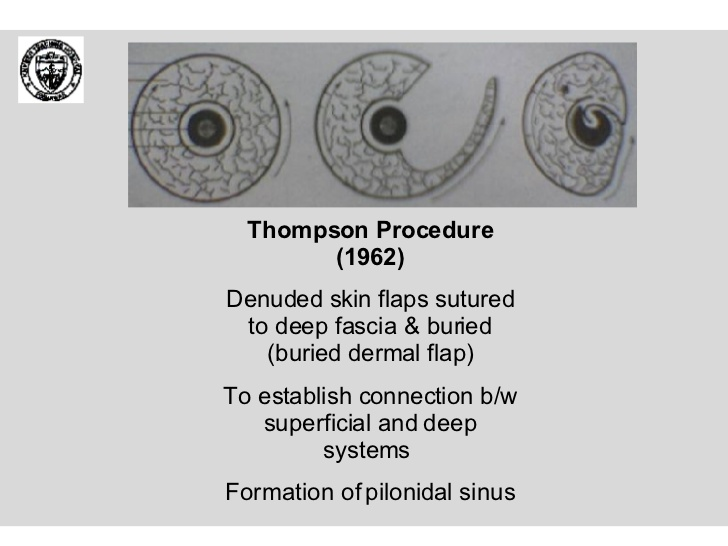 Thompson Procedure
(1962)
Denuded skin flaps sutured
to deep fascia & buried
(buried dermal flap)
To establish connection b/w
superficial and deep
systems
Formation of pilonidal sinus